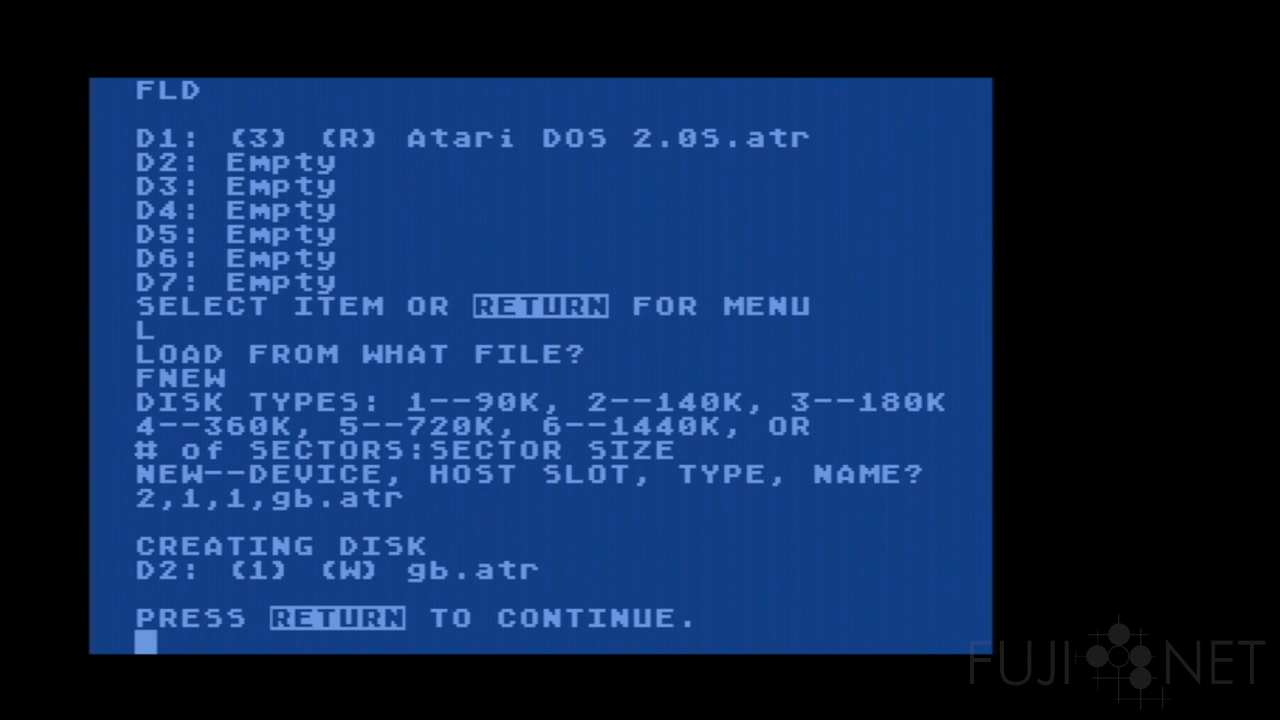 FLD
D1: (3) (R) Atari DOS 2.0S.atr
D2: Empty
D3: Empty
D4: Empty
D5: Empty
D6: Empty
D7: Empty
SELECT ITEM OR RETURN FOR MENU
L
LOAD FROM WHAT FILE?
FNEW
DISK TYPES: 1--90K, 2--140K, 3--180K
4--360K, 5--720K, 6--1440K, OR
# of SECTORS:SECTOR SIZE
NEW--DEVICE, HOST SLOT, TYPE, NAME?
2,1,1,gb.atr
CREATING DISK
D2: (1) (W) gb.atr
PRESS RETURN TO CONTINUE.
FUJINET